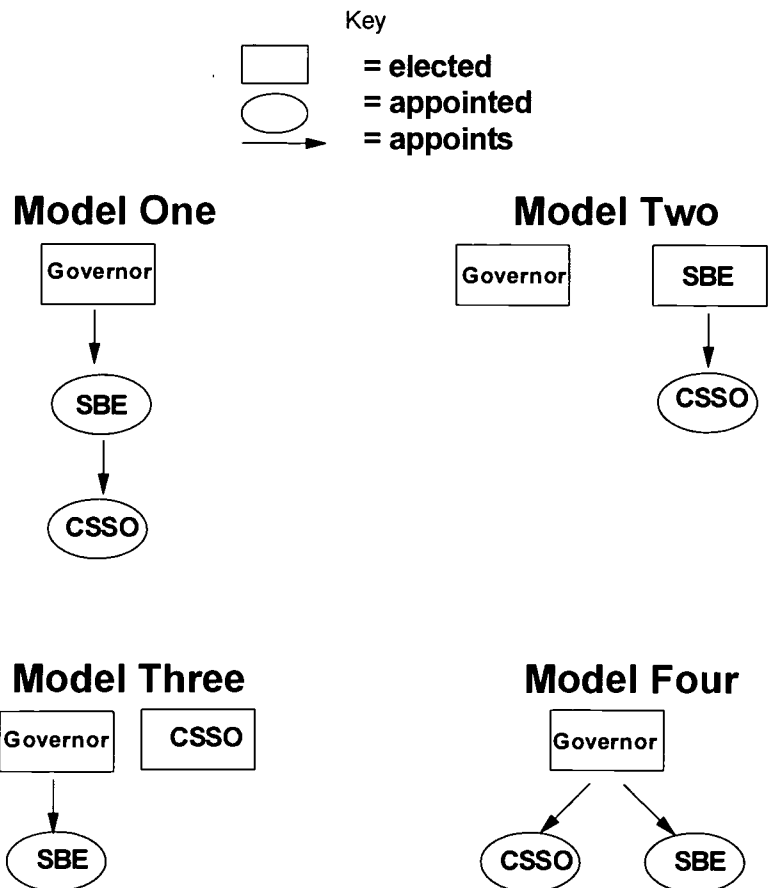 Key
= elected
= appointed
= appoints
Model One
Governor
SBE
CSSO
Model Two
Governor
SBE
CSSO
Model Three
Governor
CSSO
SBE
Model Four
Governor
CSSO
SBE